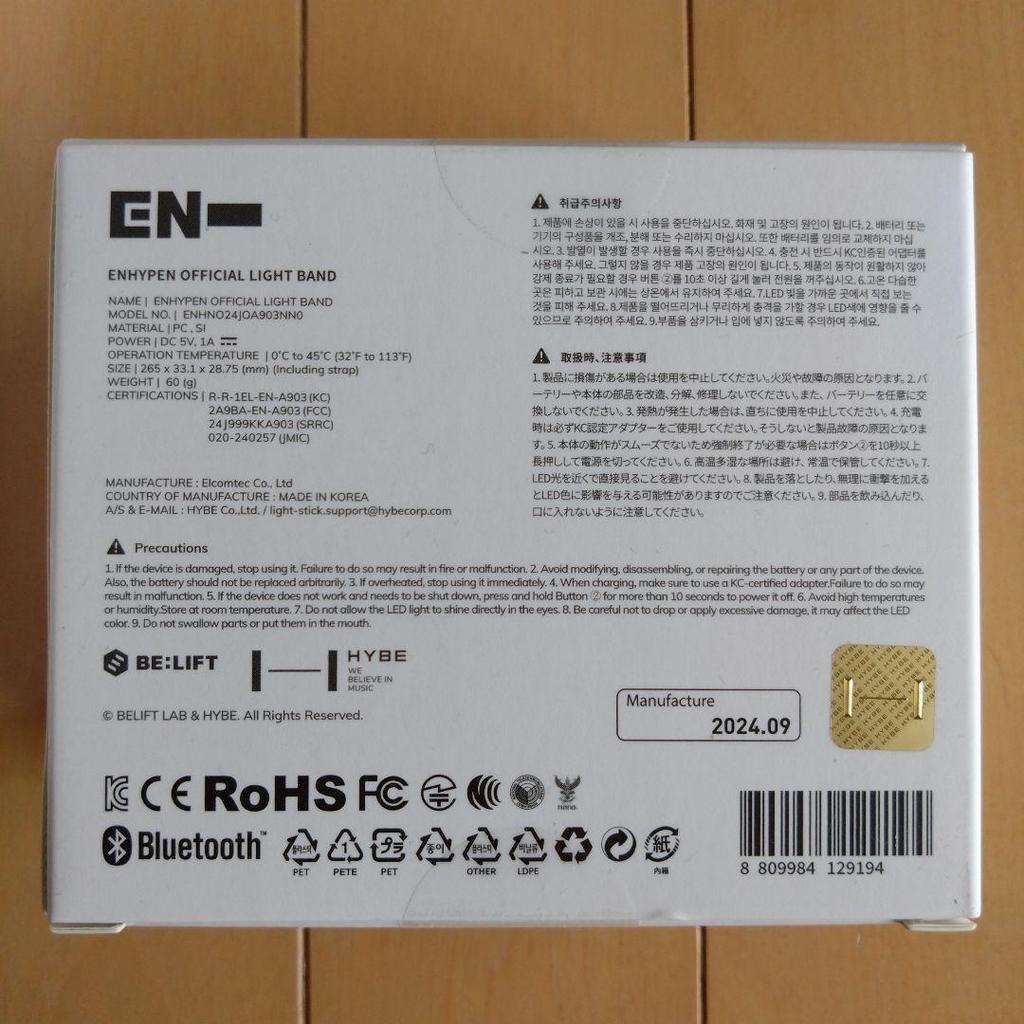 EN-
ENHYPEN OFFICIAL LIGHT BAND
NAME | ENHYPEN OFFICIAL LIGHT BAND
MODEL NO. | ENHNO24JOA903NN0
MATERIAL | PC , SI
POWER | DC 5V, 1A
OPERATION TEMPERATURE | 0˚C to 45˚C (32˚F to 113˚F)
SIZE | 265 x 33.1 x 28.75 (mm) (Including strap)
WEIGHT | 60 (g)
CERTIFICATIONS | R-R-1EL-EN-A903 (KC)
2A9BA-EN-A903 (FCC)
24J999KKA903 (SRRC)
020-240257 (JMIC)
MANUFACTURE : Elcomtec Co., Ltd
COUNTRY OF MANUFACTURE : MADE IN KOREA
A/S & E-MAIL : HYBE Co.,Ltd. / light-stick.support@hybecorp.com
취급주의사항
1. 제품에 손상이 있을 시 사용을 중단하십시오. 화재 및 고장의 원인이 됩니다. 2. 배터리 또는
기기의 구성품을 개조, 분해 또는 수리하지 마십시오. 또한 배터리를 임의로 교체하지 마십
시오. 3. 발열이 발생할 경우 사용을 즉시 중단하십시오. 4. 충전 시 반드시 KC인증된 어댑터를
사용해 주세요. 그렇지 않을 경우 제품 고장의 원인이 됩니다. 5. 제품의 동작이 원활하지 않아
강제 종료가 필요할 경우 버튼 ②를 10초 이상 길게 눌러 전원을 꺼주십시오. 6.고온 다습한
곳은 피하고 보관 시에는 상온에서 유지하여 주세요. 7.LED 빛을 가까운 곳에서 직접 보는
것을 피해 주세요. 8.제품을 떨어뜨리거나 무리하게 충격을 가할 경우 LED색에 영향을 줄 수
있으므로 주의하여 주세요. 9.부품을 삼키거나 입에 넣지 않도록 주의하여 주세요.
取扱時、注意事項
1. 製品に損傷がある場合は使用を中止してください。火災や故障の原因となります。2. バ
ーテリーや本体の部品を改造、分解、修理しないでください。また、バーテリーを任意に交
換しないでください。3. 発熱が発生した場合は、直ちに使用を中止してください。4. 充電
時は必ずKC認定アダプターをご使用してください。そうしないと製品故障の原因となりま
す。5. 本体の動作がスムーズでないため強制終了が必要な場合はボタン②を10秒以上
長押しして電源を切ってください。6. 高温多湿な場所は避け、常温で保管してください。7.
LED光を近くで直接見ることを避けてください。8. 製品を落としたり、無理に衝撃を加える
とLED色に影響を与える可能性がありますのでご注意ください。9. 部品を飲み込んだり、
口に入れないように注意してください。
Precautions
1. If the device is damaged, stop using it. Failure to do so may result in fire or malfunction. 2. Avoid modifying, disassembling, or repairing the battery or any part of the device.
Also, the battery should not be replaced arbitrarily. 3. If overheated, stop using it immediately. 4. When charging, make sure to use a KC-certified adapter.Failure to do so may
result in malfunction. 5. If the device does not work and needs to be shut down, press and hold Button ② for more than 10 seconds to power it off. 6. Avoid high temperatures
or humidity.Store at room temperature. 7. Do not allow the LED light to shine directly in the eyes. 8. Be careful not to drop or apply excessive damage, it may affect the LED
color. 9. Do not swallow parts or put them in the mouth.
BE:LIFT
HYBE
WE
BELIEVE IN
MUSIC
© BELIFT LAB & HYBE. All Rights Reserved.
Manufacture
2024.09
KC CE RoHS FC
Bluetooth™
플라스틱 PET
1 PETE
プラ PET
종이
플라스틱 OTHER
비닐류 LDPE
紙 内箱
8 809984 129194